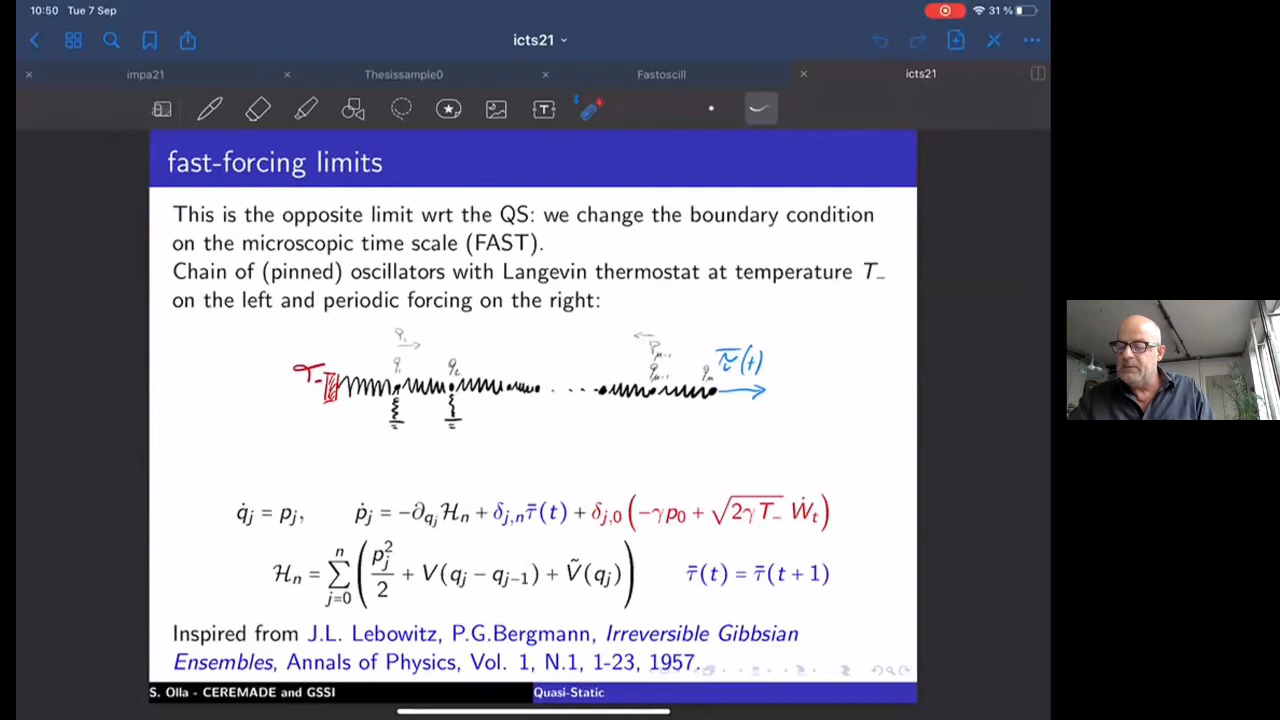 10:50 Tue 7 Sep
31 %
icts21
impa21
Thesissample0
Fastoscill
icts21
fast-forcing limits
This is the opposite limit wrt the QS: we change the boundary condition
on the microscopic time scale (FAST).
Chain of (pinned) oscillators with Langevin thermostat at temperature T₋
on the left and periodic forcing on the right:
q̇ⱼ = pⱼ, ṗⱼ = −∂_{qⱼ}ℋₙ + δⱼ,ₙτ̄(t) + δⱼ,₀(−γp₀ + √(2γT₋) Ẇₜ)
ℋₙ = ∑_{j=0}^{n} (pⱼ²/2 + V(qⱼ − qⱼ₋₁) + Ṽ(qⱼ)) τ̄(t) = τ̄(t + 1)
Inspired from J.L. Lebowitz, P.G.Bergmann, Irreversible Gibbsian
Ensembles, Annals of Physics, Vol. 1, N.1, 1-23, 1957.
S. Olla - CEREMADE and GSSI
Quasi-Static